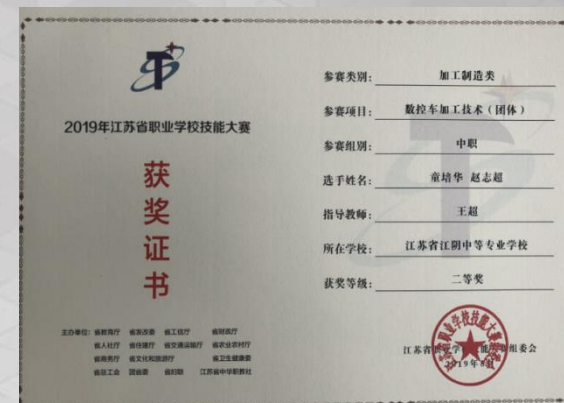 2019年江苏省职业学校技能大赛
获奖证书
主办单位：省教育厅 省发改委 省工信厅 省财政厅
省人社厅 省住建厅 省交通运输厅 省农业农村厅
省商务厅 省文化和旅游厅 省卫生健康委
省总工会 团省委 省妇联 江苏省中华职教社
参赛类别： 加工制造类
参赛项目： 数控车加工技术（团体）
参赛组别： 中职
选手姓名： 童培华 赵志超
指导教师： 王超
所在学校： 江苏省江阴中等专业学校
获奖等级： 二等奖